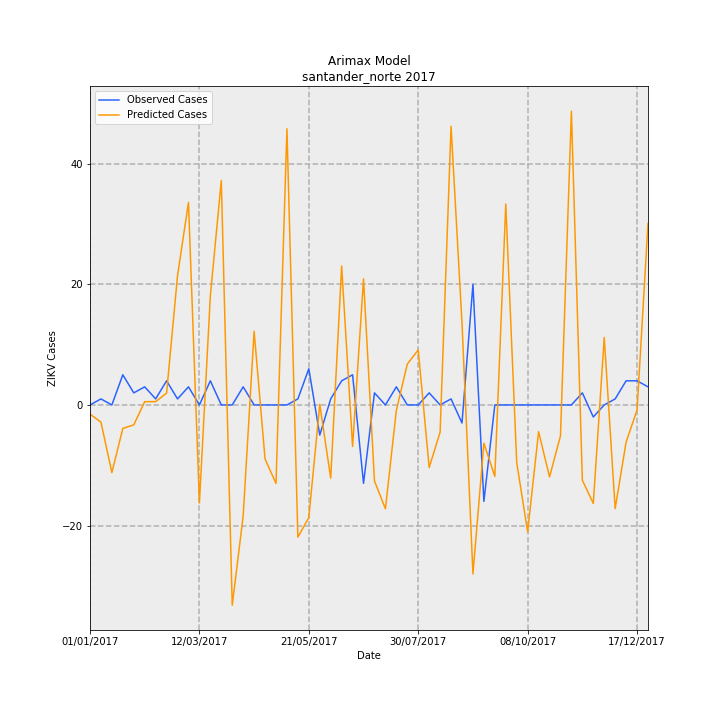 Arimax Model
santander_norte 2017
Observed Cases
Predicted Cases
ZIKV Cases
40
20
0
−20
01/01/2017
12/03/2017
21/05/2017
30/07/2017
08/10/2017
17/12/2017
Date